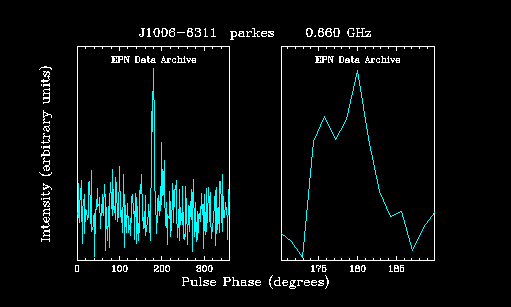 J1006-6311 parkes 0.660 GHz
EPN Data Archive EPN Data Archive
Intensity (arbitrary units)
0 100 200 300 175 180 185
Pulse Phase (degrees)